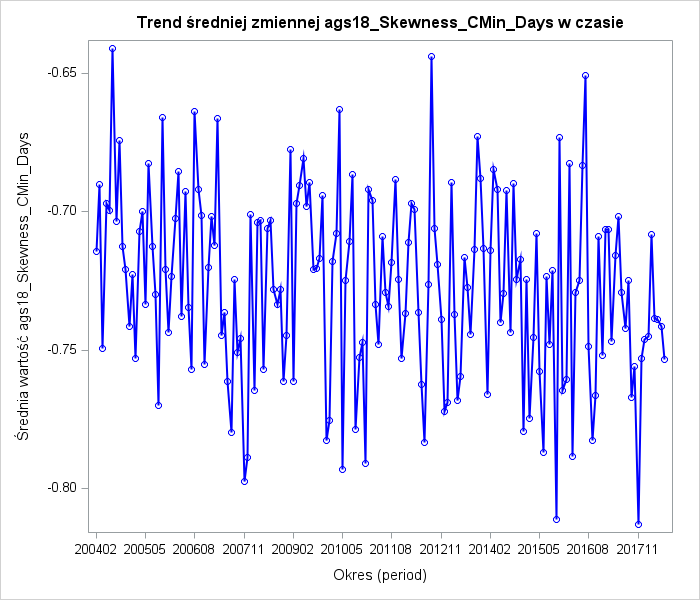 Trend średniej zmiennej ags18_Skewness_CMin_Days w czasie
Średnia wartość ags18_Skewness_CMin_Days
-0.65
-0.70
-0.75
-0.80
200402 200505 200608 200711 200902 201005 201108 201211 201402 201505 201608 201711
Okres (period)